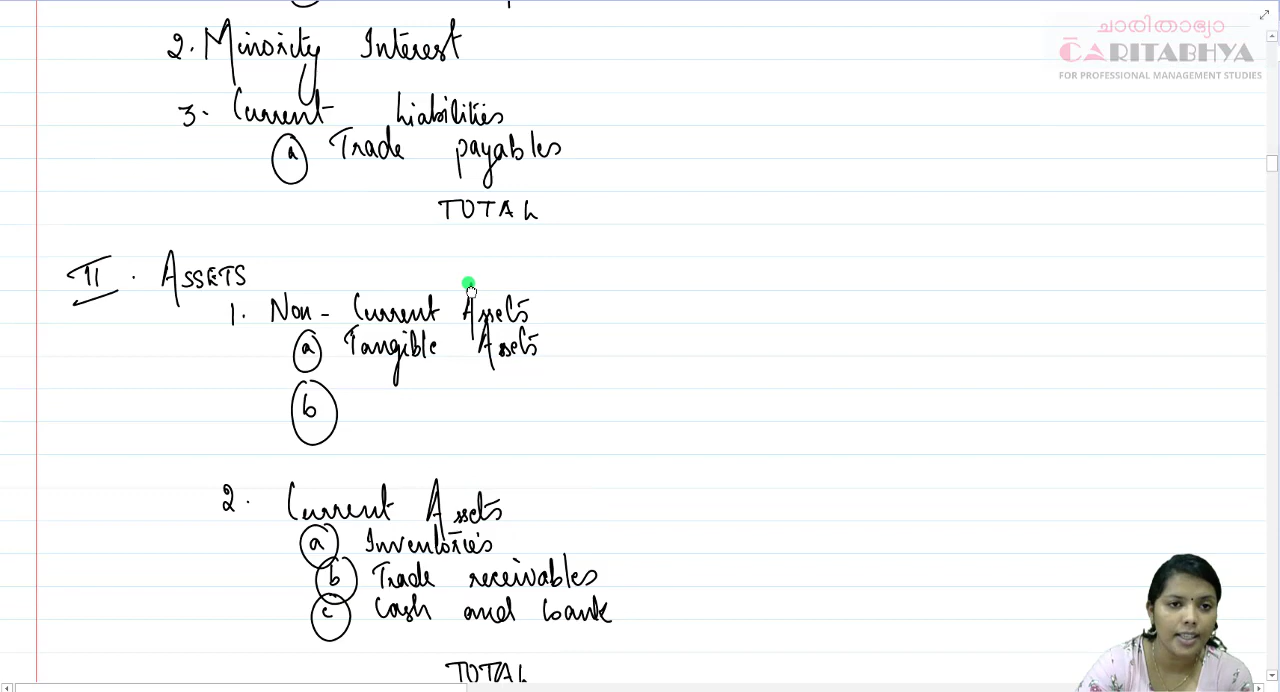 ചാരിതാഭ്യാ
CĀRITABHYA
FOR PROFESSIONAL MANAGEMENT STUDIES
2. Minority Interest
3. Current Liabilities
a Trade payables
TOTAL
II. ASSETS
1. Non-Current Assets
a Tangible Assets
b
2. Current Assets
a Inventories
b Trade receivables
c Cash and bank
TOTAL